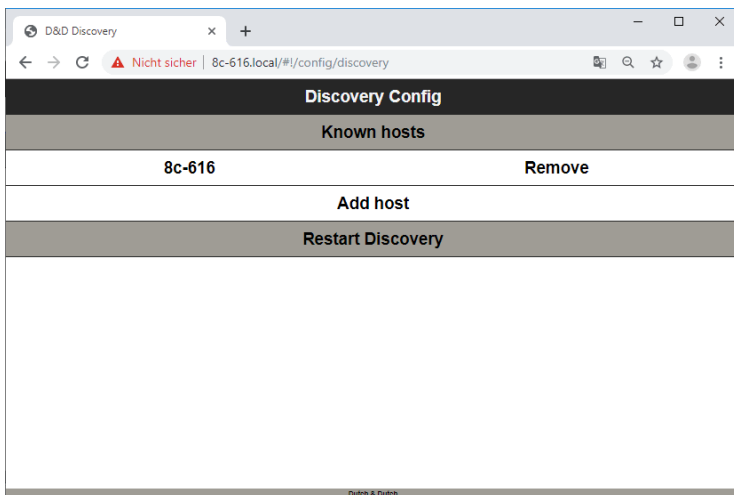 D&D Discovery
Nicht sicher | 8c-616.local/#!/config/discovery
Discovery Config
Known hosts
8c-616 Remove
Add host
Restart Discovery
Dutch & Dutch